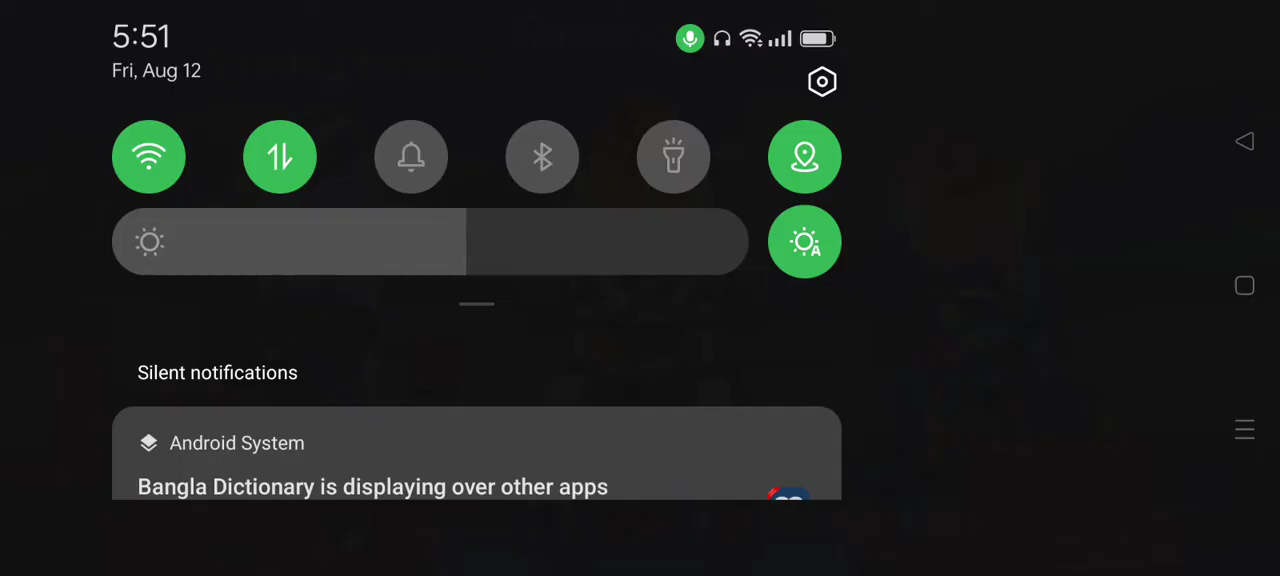 5:51
Fri, Aug 12
Silent notifications
Android System
Bangla Dictionary is displaying over other apps